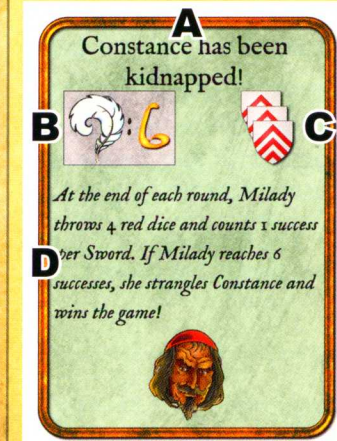 A
Constance has been
kidnapped!
B
: 6
C
At the end of each round, Milady
throws 4 red dice and counts 1 success
D per Sword. If Milady reaches 6
successes, she strangles Constance and
wins the game!